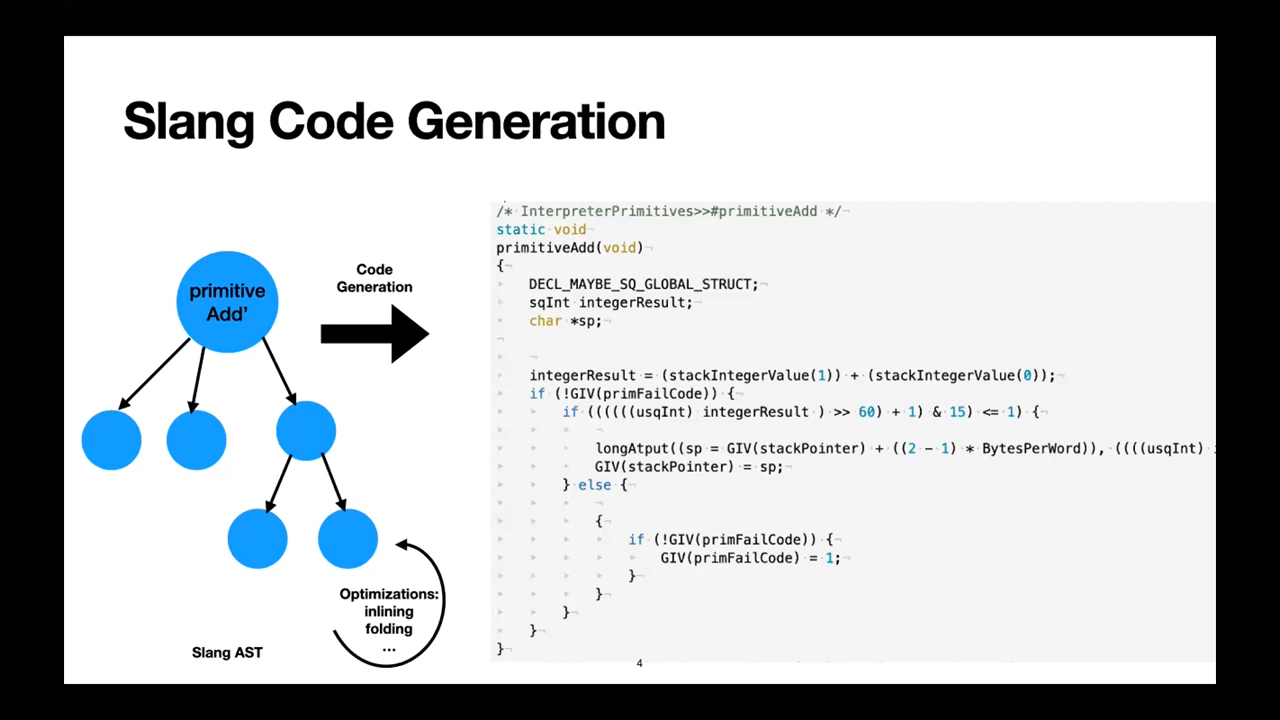 Slang Code Generation
primitive
Add'
Code
Generation
Optimizations:
inlining
folding
...
Slang AST
/* InterpreterPrimitives>>#primitiveAdd */
static void
primitiveAdd(void)
{
DECL_MAYBE_SQ_GLOBAL_STRUCT;
sqInt integerResult;
char *sp;
integerResult = (stackIntegerValue(1)) + (stackIntegerValue(0));
if (!GIV(primFailCode)) {
if ((((((usqInt) integerResult ) >> 60) + 1) & 15) <= 1) {
longAtput((sp = GIV(stackPointer) + ((2 - 1) * BytesPerWord)), ((((usqInt)
GIV(stackPointer) = sp;
} else {
{
if (!GIV(primFailCode)) {
GIV(primFailCode) = 1;
}
}
}
}
}
4